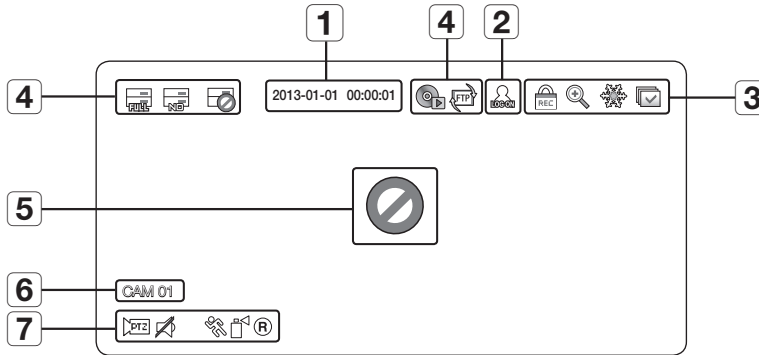 1 4 2
4 FULL ND 2013-01-01 00:00:01 FTP LOG ON REC 3
5
6 CAM 01
7 PTZ R